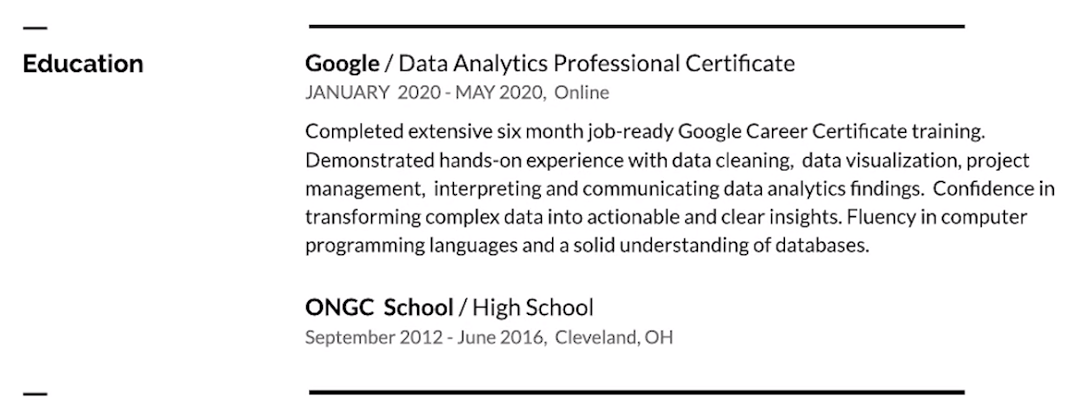 Education
Google / Data Analytics Professional Certificate
JANUARY 2020 - MAY 2020, Online
Completed extensive six month job-ready Google Career Certificate training.
Demonstrated hands-on experience with data cleaning, data visualization, project
management, interpreting and communicating data analytics findings. Confidence in
transforming complex data into actionable and clear insights. Fluency in computer
programming languages and a solid understanding of databases.
ONGC School / High School
September 2012 - June 2016, Cleveland, OH